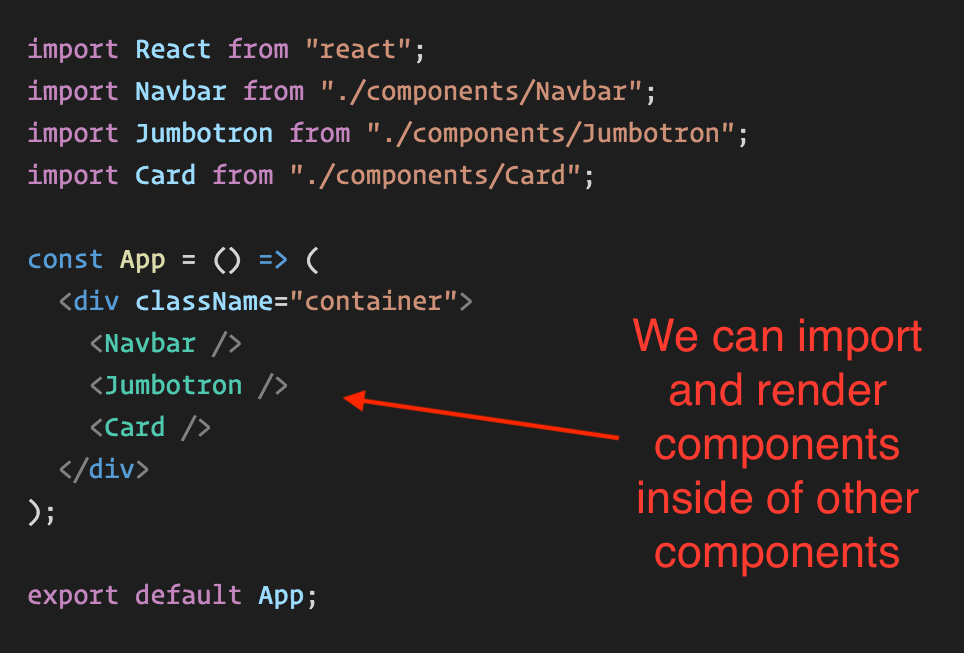 import React from "react";
import Navbar from "./components/Navbar";
import Jumbotron from "./components/Jumbotron";
import Card from "./components/Card";

const App = () => (
  <div className="container">
    <Navbar />
    <Jumbotron />
    <Card />
  </div>
);

export default App;

We can import
and render
components
inside of other
components